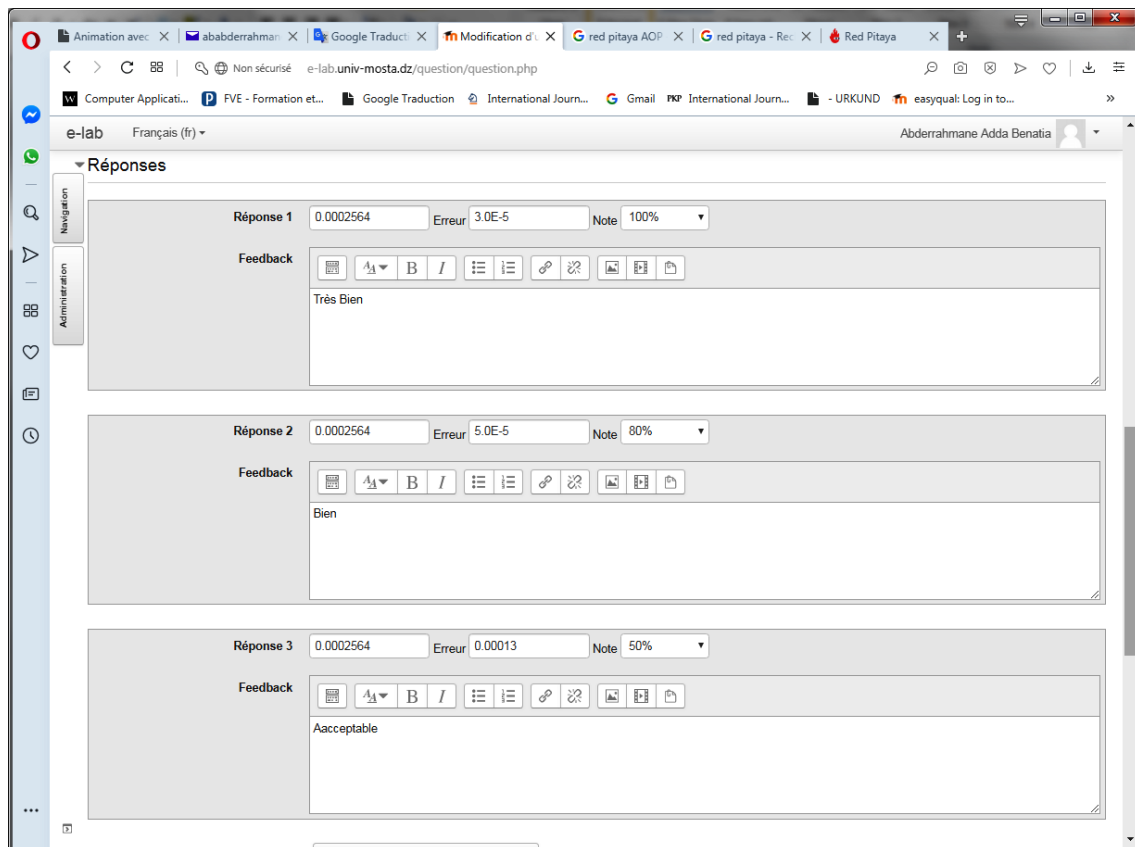 Animation avec
ababderrahman
Google Traducti
Modification d'u
red pitaya AOP
red pitaya - Rec
Red Pitaya
Non sécurisé e-lab.univ-mosta.dz/question/question.php
Computer Applicati...
FVE - Formation et...
Google Traduction
International Journ...
Gmail
PKP International Journ...
- URKUND
easyqual: Log in to...
e-lab Français (fr)
Abderrahmane Adda Benatia
Navigation
Administration
Réponses
Réponse 1 0.0002564 Erreur 3.0E-5 Note 100%
Feedback
Très Bien
Réponse 2 0.0002564 Erreur 5.0E-5 Note 80%
Feedback
Bien
Réponse 3 0.0002564 Erreur 0.00013 Note 50%
Feedback
Aacceptable